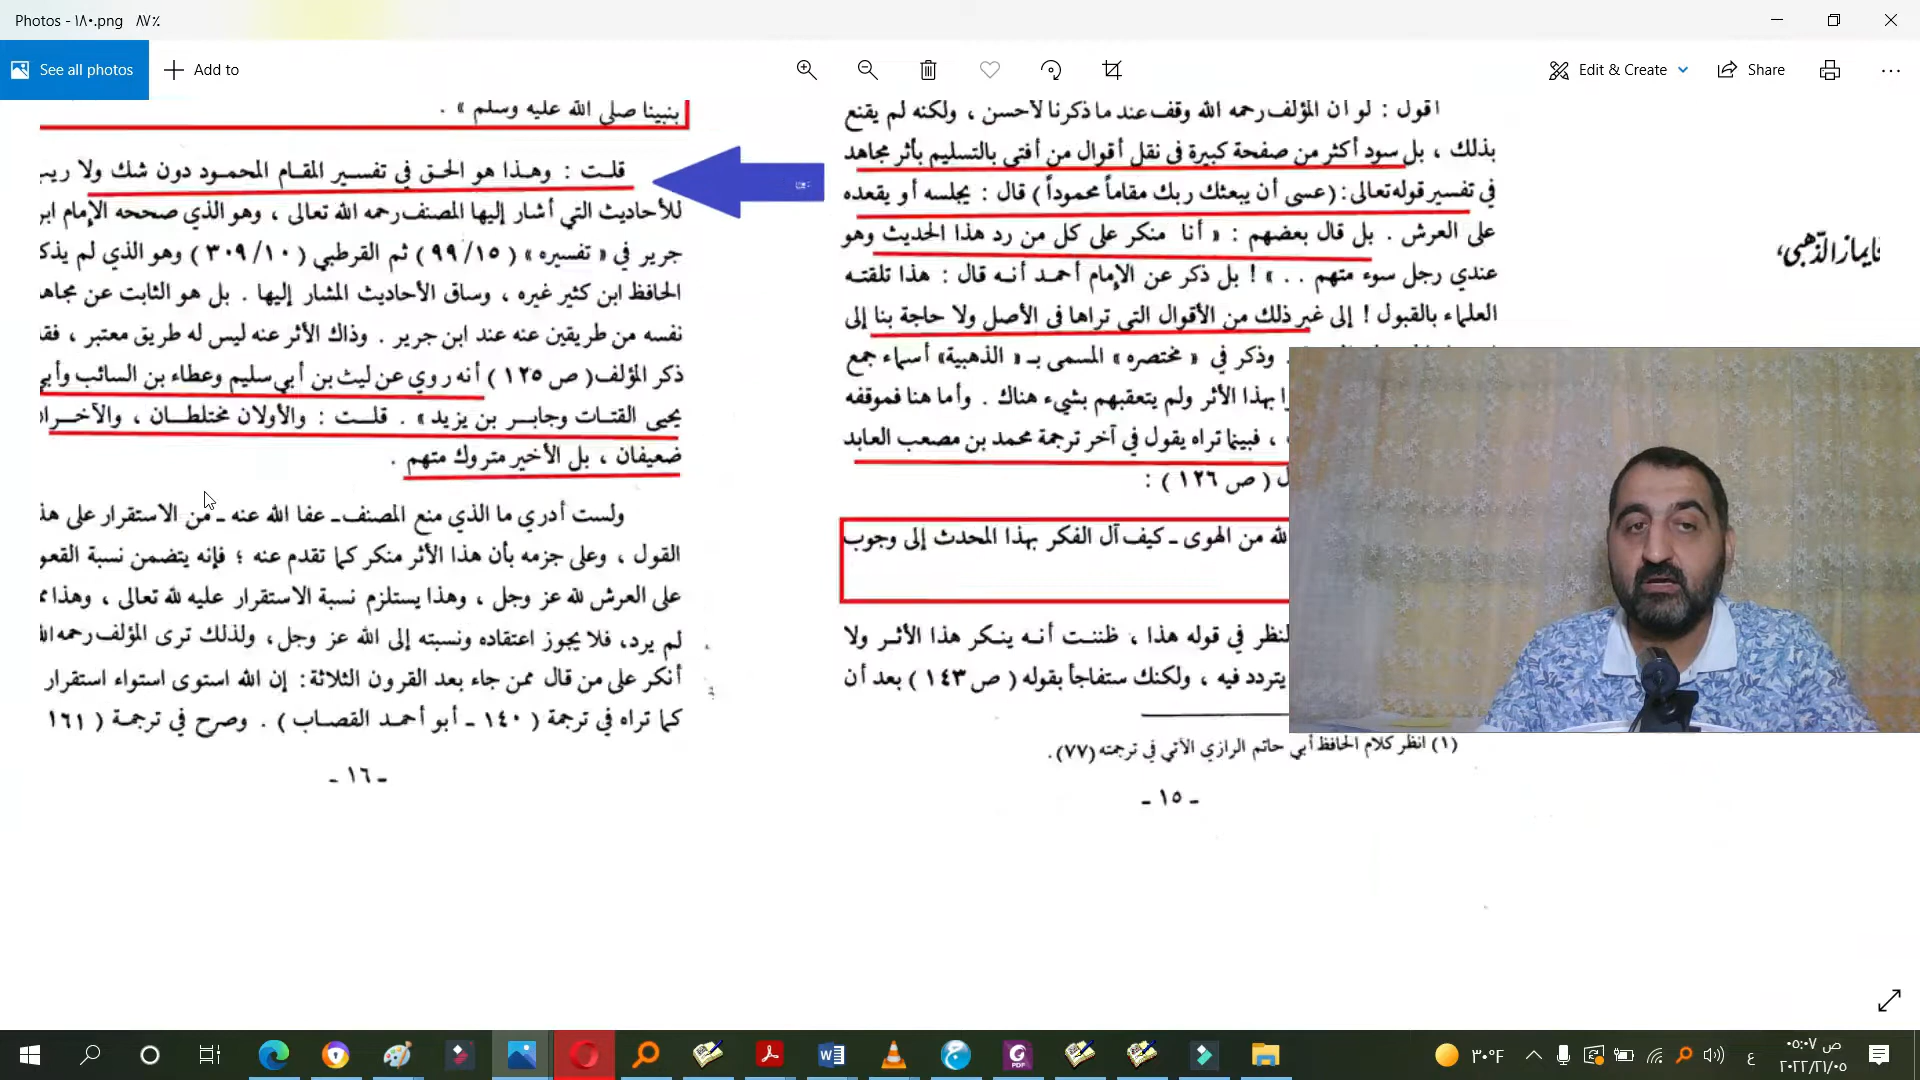 Photos - ١٨٠.png ٨٧٪
See all photos
Add to
Edit & Create
Share
أقول : لو أن المؤلف رحمه الله وقف عند ما ذكرنا لأحسن ، ولكنه لم يقنع
بذلك ، بل سود أكثر من صفحة كبيرة في نقل أقوال من أفتى بالتسليم بأثر مجاهد
في تفسير قوله تعالى : (عسى أن يبعثك ربك مقاماً محموداً ) قال : يجلسه أو يقعده
على العرش . بل قال بعضهم : « أنا منكر على كل من رد هذا الحديث وهو
عندي رجل سوء متهم . . » ! بل ذكر عن الإمام أحمد أنه قال : هذا تلقته
العلماء بالقبول ! إلى غير ذلك من الأقوال التي تراها في الأصل ولا حاجة بنا إلى
وذكر في « مختصره » المسمى بـ « الذهبية» أسماء جمع
بهذا الأثر ولم يتعقبهم بشيء هناك . وأما هنا فموقفه
، فبينما تراه يقول في آخر ترجمة محمد بن مصعب العابد
( ص ١٢٦ ) :
من الهوى ـ كيف آل الفكر بهذا المحدث إلى وجوب
النظر في قوله هذا ، ظننت أنه ينكر هذا الأثر ولا
يتردد فيه ، ولكنك ستفاجأ بقوله ( ص ١٤٣ ) بعد أن
(١) انظر كلام الحافظ أبي حاتم الرازي الآتي في ترجمته (٧٧).
ـ ١٥ ـ
بنبينا صلى الله عليه وسلم » .
قلت : وهذا هو الحق في تفسير المقام المحمود دون شك ولا ريب
للأحاديث التي أشار إليها المصنف رحمه الله تعالى ، وهو الذي صححه الإمام ابن
جرير في « تفسيره » ( ١٥/ ٩٩ ) ثم القرطبي ( ١٠/ ٣٠٩ ) وهو الذي لم يذكر
الحافظ ابن كثير غيره ، وساق الأحاديث المشار إليها . بل هو الثابت عن مجاهد
نفسه من طريقين عنه عند ابن جرير . وذاك الأثر عنه ليس له طريق معتبر ، فقد
ذكر المؤلف ( ص ١٢٥ ) أنه روي عن ليث بن أبي سليم وعطاء بن السائب وأبي
يحيى القتات وجابر بن يزيد» . قلت : والأولان مختلطان ، والآخران
ضعيفان ، بل الأخير متروك متهم .
ولست أدري ما الذي منع المصنف ـ عفا الله عنه ـ من الاستقرار على هذا
القول ، وعلى جزمه بأن هذا الأثر منكر كما تقدم عنه ؛ فإنه يتضمن نسبة القعود
على العرش لله عز وجل ، وهذا يستلزم نسبة الاستقرار عليه لله تعالى ، وهذا مما
لم يرد، فلا يجوز اعتقاده ونسبته إلى الله عز وجل، ولذلك ترى المؤلف رحمه الله
أنكر على من قال ممن جاء بعد القرون الثلاثة: إن الله استوى استواء استقرار
كما تراه في ترجمة ( ١٤٠ ـ أبو أحمد القصاب ) . وصرح في ترجمة ( ١٦١
ـ ١٦ ـ
قايماز الذهبي،
٣٠°F
ع
٠٥:٠٧ ص
٢٠٢٢/٢١/٠٥